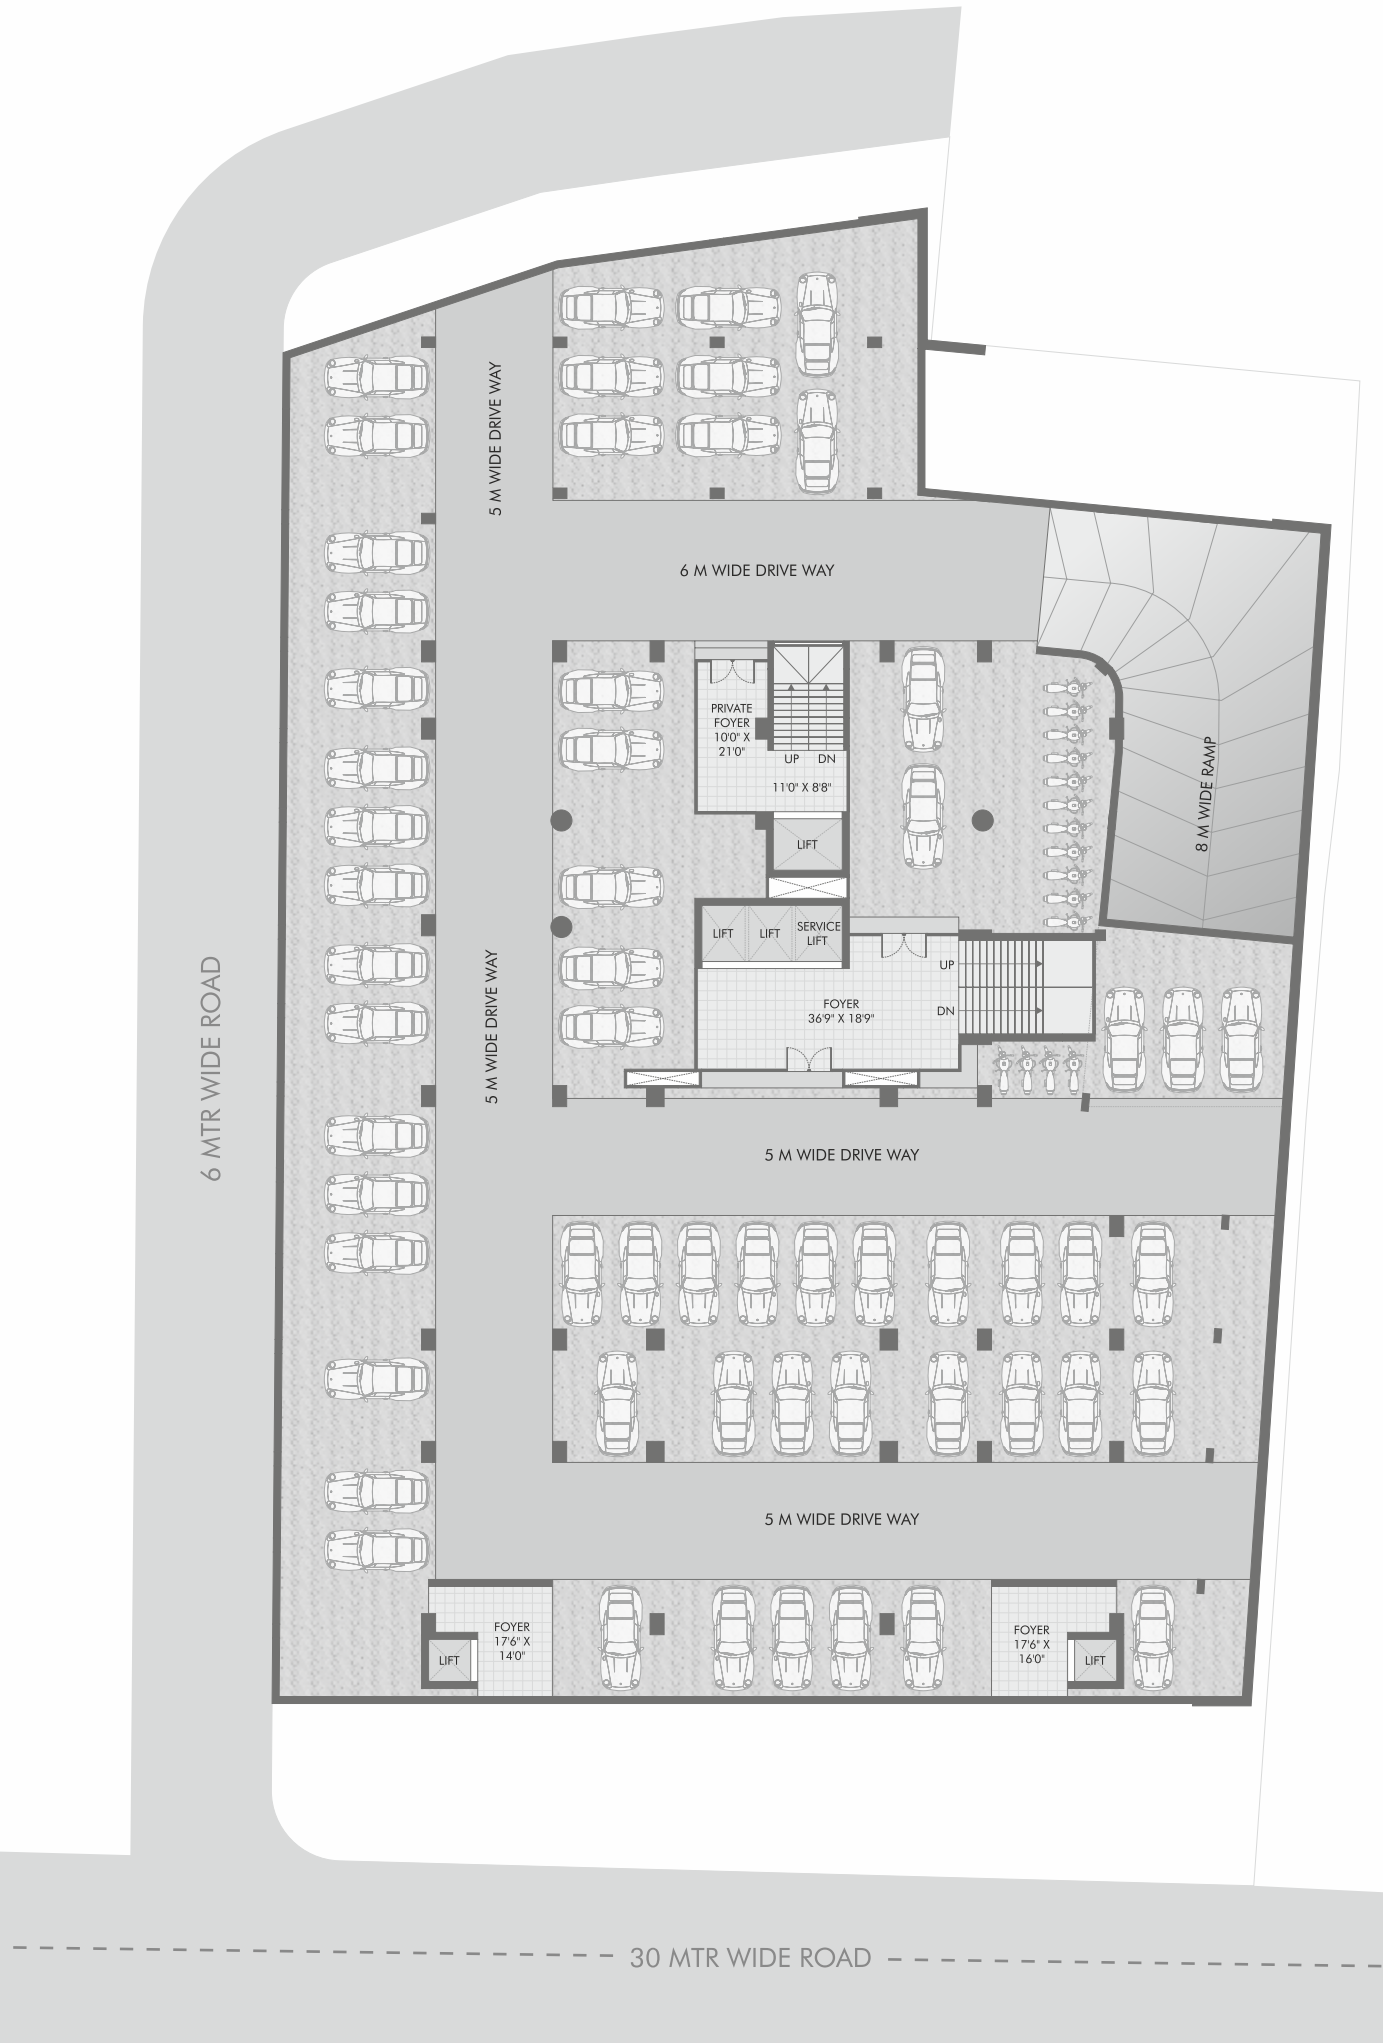 5 M WIDE DRIVE WAY
6 M WIDE DRIVE WAY
PRIVATE
FOYER
10'0" X
21'0"
UP DN
11'0" X 8'8"
LIFT
8 M WIDE RAMP
LIFT
LIFT
SERVICE
LIFT
UP
FOYER
36'9" X 18'9"
DN
5 M WIDE DRIVE WAY
6 MTR WIDE ROAD
5 M WIDE DRIVE WAY
5 M WIDE DRIVE WAY
FOYER
17'6" X
14'0"
LIFT
FOYER
17'6" X
16'0"
LIFT
30 MTR WIDE ROAD